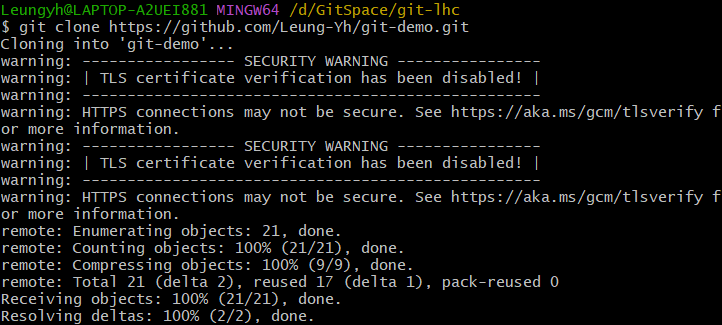 Leungyh@LAPTOP-A2UEI881 MINGW64 /d/GitSpace/git-lhc
$ git clone https://github.com/Leung-Yh/git-demo.git
Cloning into 'git-demo'...
warning: ----------------- SECURITY WARNING ----------------
warning: | TLS certificate verification has been disabled! |
warning: ---------------------------------------------------
warning: HTTPS connections may not be secure. See https://aka.ms/gcm/tlsverify f
or more information.
warning: ----------------- SECURITY WARNING ----------------
warning: | TLS certificate verification has been disabled! |
warning: ---------------------------------------------------
warning: HTTPS connections may not be secure. See https://aka.ms/gcm/tlsverify f
or more information.
remote: Enumerating objects: 21, done.
remote: Counting objects: 100% (21/21), done.
remote: Compressing objects: 100% (9/9), done.
remote: Total 21 (delta 2), reused 17 (delta 1), pack-reused 0
Receiving objects: 100% (21/21), done.
Resolving deltas: 100% (2/2), done.